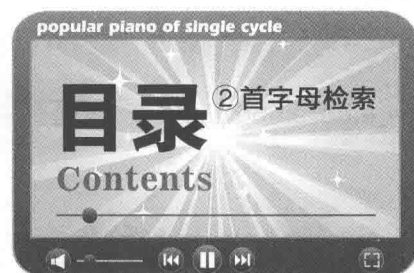 popular piano of single cycle
目录②首字母检索
Contents